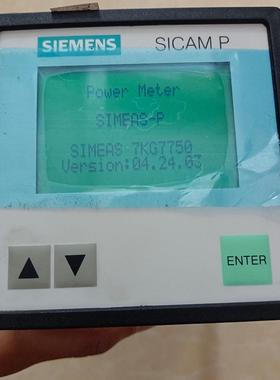 SIEMENS SICAM P
Power Meter
SIMEAS-P
SIMEAS 7KG7750
Version:04.24.03
ENTER